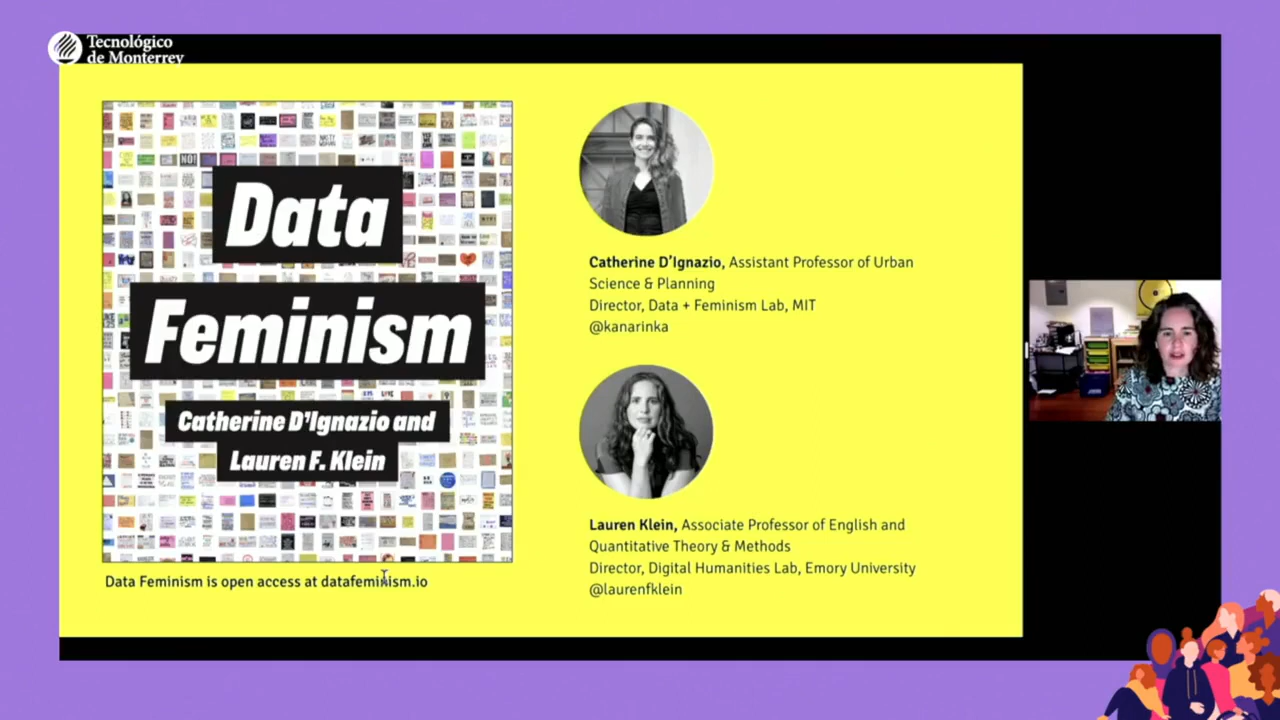 Tecnológico
de Monterrey
NO!
Data
Feminism
Catherine D'Ignazio and
Lauren F. Klein
Data Feminism is open access at datafeminism.io
Catherine D'Ignazio, Assistant Professor of Urban
Science & Planning
Director, Data + Feminism Lab, MIT
@kanarinka
Lauren Klein, Associate Professor of English and
Quantitative Theory & Methods
Director, Digital Humanities Lab, Emory University
@laurenfklein